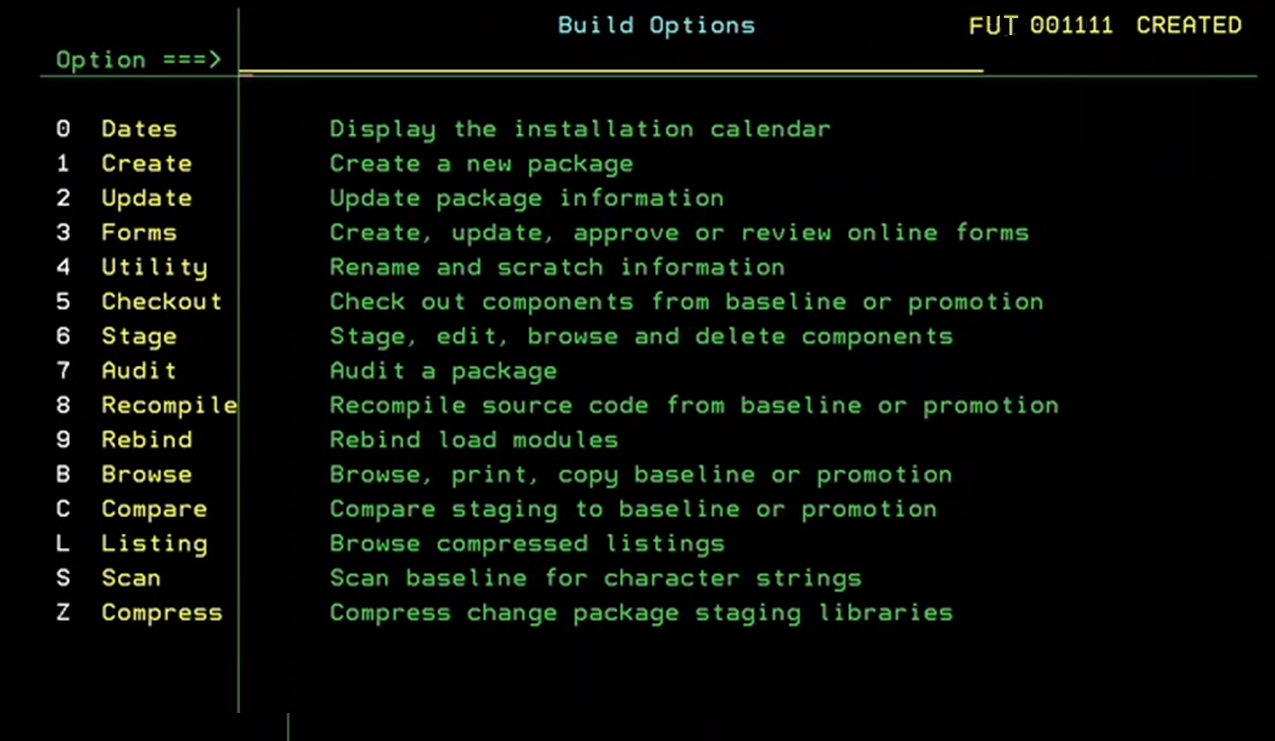 Build Options FUT 001111 CREATED
Option ===>
0 Dates Display the installation calendar
1 Create Create a new package
2 Update Update package information
3 Forms Create, update, approve or review online forms
4 Utility Rename and scratch information
5 Checkout Check out components from baseline or promotion
6 Stage Stage, edit, browse and delete components
7 Audit Audit a package
8 Recompile Recompile source code from baseline or promotion
9 Rebind Rebind load modules
B Browse Browse, print, copy baseline or promotion
C Compare Compare staging to baseline or promotion
L Listing Browse compressed listings
S Scan Scan baseline for character strings
Z Compress Compress change package staging libraries